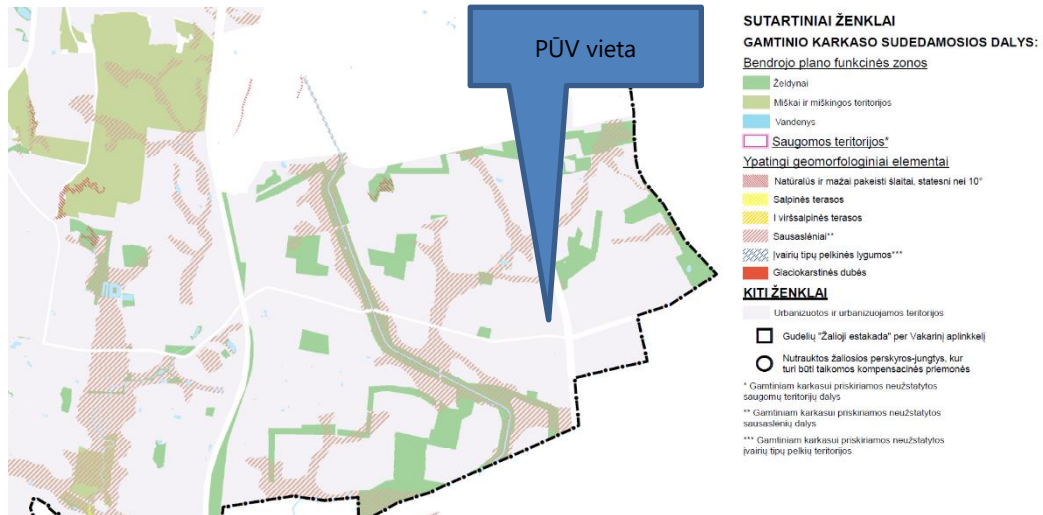 PŪV vieta
SUTARTINIAI ŽENKLAI
GAMTINIO KARKASO SUDEDAMOSIOS DALYS:
Bendrojo plano funkcinės zonos
Želdynai
Miškai ir miškingos teritorijos
Vandenys
Saugomos teritorijos*
Ypatingi geomorfologiniai elementai
Natūralūs ir mažai pakeisti šlaitai, statesni nei 10°
Salpinės terasos
I viršsalpinės terasos
Sausaslėniai**
Įvairių tipų pelkinės lygumos***
Glaciokarstinės dubės
KITI ŽENKLAI
Urbanizuotos ir urbanizuojamos teritorijos
Gudelių "Žalioji estakada" per Vakarinį aplinkkelį
Nutrauktos žaliosios perskyros-jungtys, kur
turi būti taikomos kompensacinės priemonės
* Gamtiniam karkasui priskiriamos neužstatytos
saugomų teritorijų dalys
** Gamtiniam karkasui priskiriamos neužstatytos
sausaslėnių dalys
*** Gamtiniam karkasui priskiriamos neužstatytos
įvairių tipų pelkių teritorijos